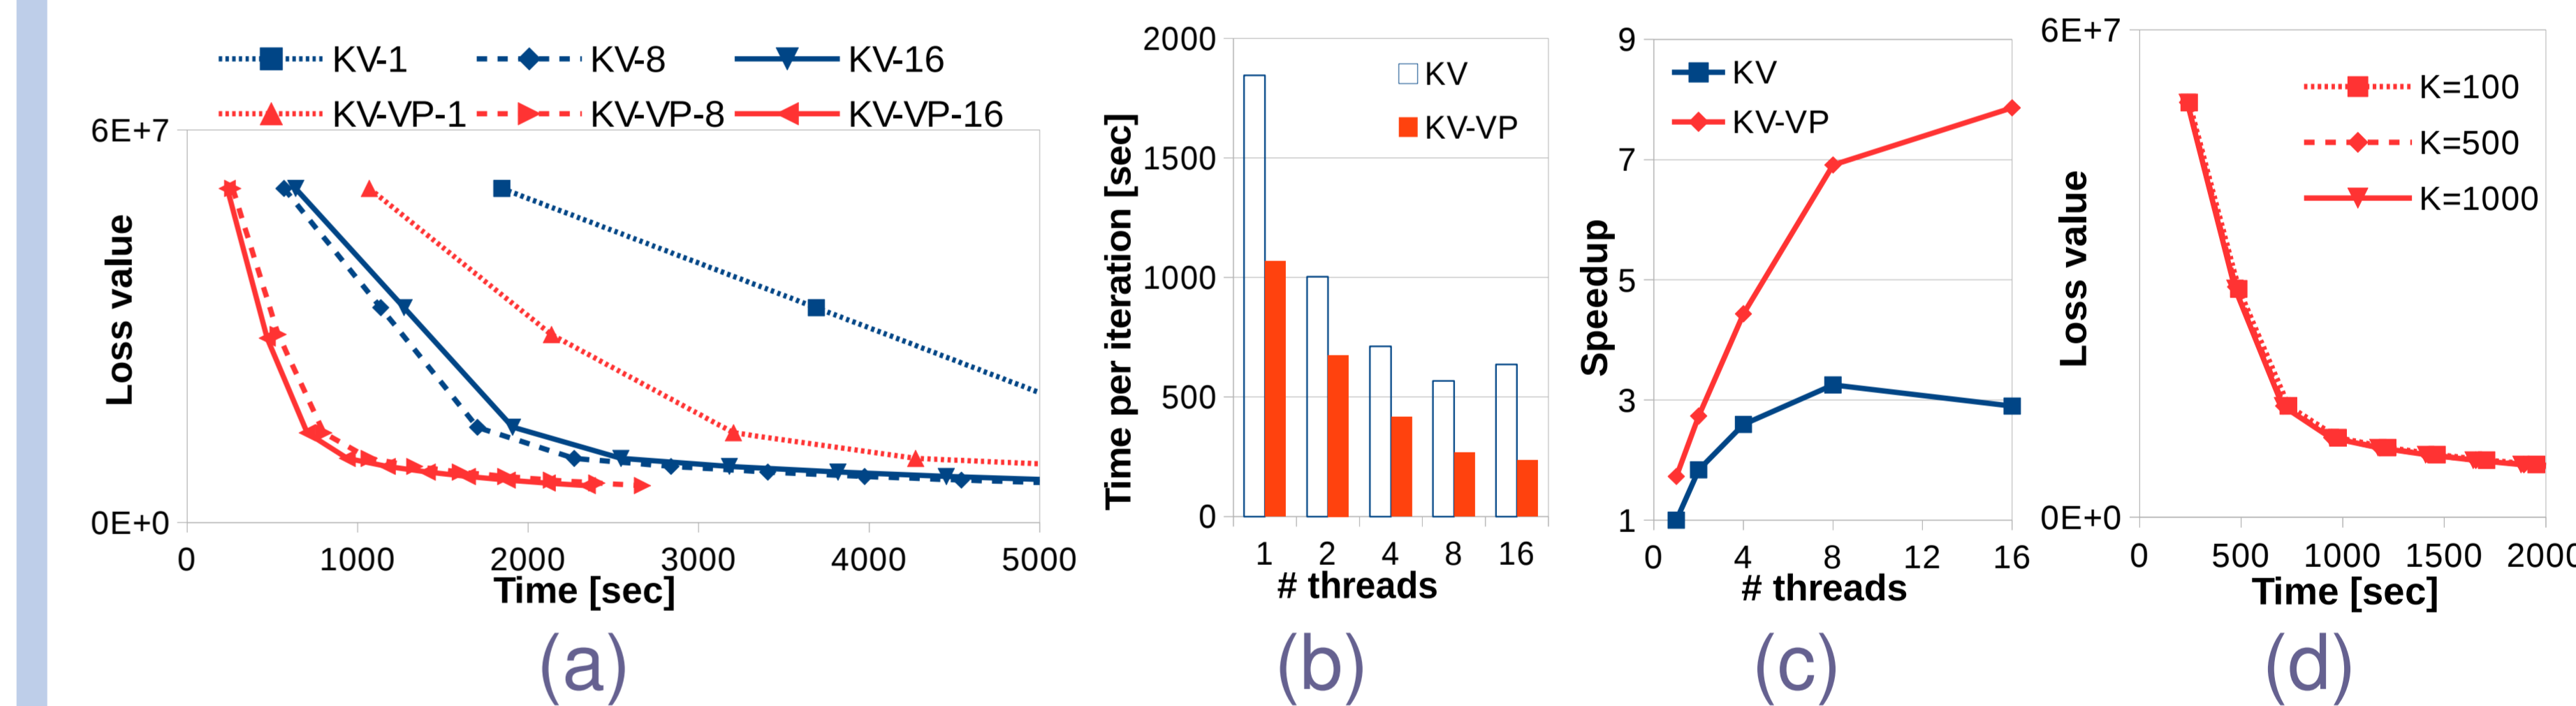 KV-1 KV-8 KV-16
KV-VP-1 KV-VP-8 KV-VP-16
6E+7
0E+0
Loss value
0 1000 2000 3000 4000 5000
Time [sec]
(a)
2000
1500
1000
500
0
Time per iteration [sec]
KV
KV-VP
1 2 4 8 16
# threads
(b)
9
7
5
3
1
Speedup
KV
KV-VP
0 4 8 12 16
# threads
(c)
6E+7
0E+0
Loss value
K=100
K=500
K=1000
0 500 1000 1500 2000
Time [sec]
(d)